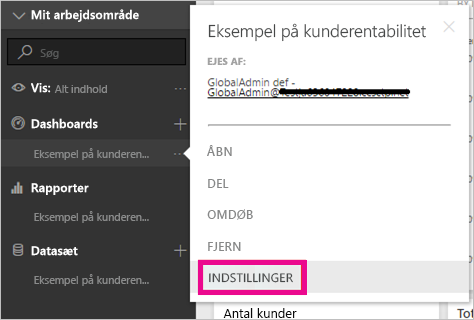 Mit arbejdsområde
Søg
Vis: Alt indhold ...
Dashboards
Eksempel på kunderen... ...
Rapporter
Eksempel på kunderen...
Datasæt
Eksempel på kunderen...
Eksempel på kunderentabilitet
EJES AF:
GlobalAdmin def -
GlobalAdmin@
ÅBN
DEL
OMDØB
FJERN
INDSTILLINGER
Antal kunder
Tot